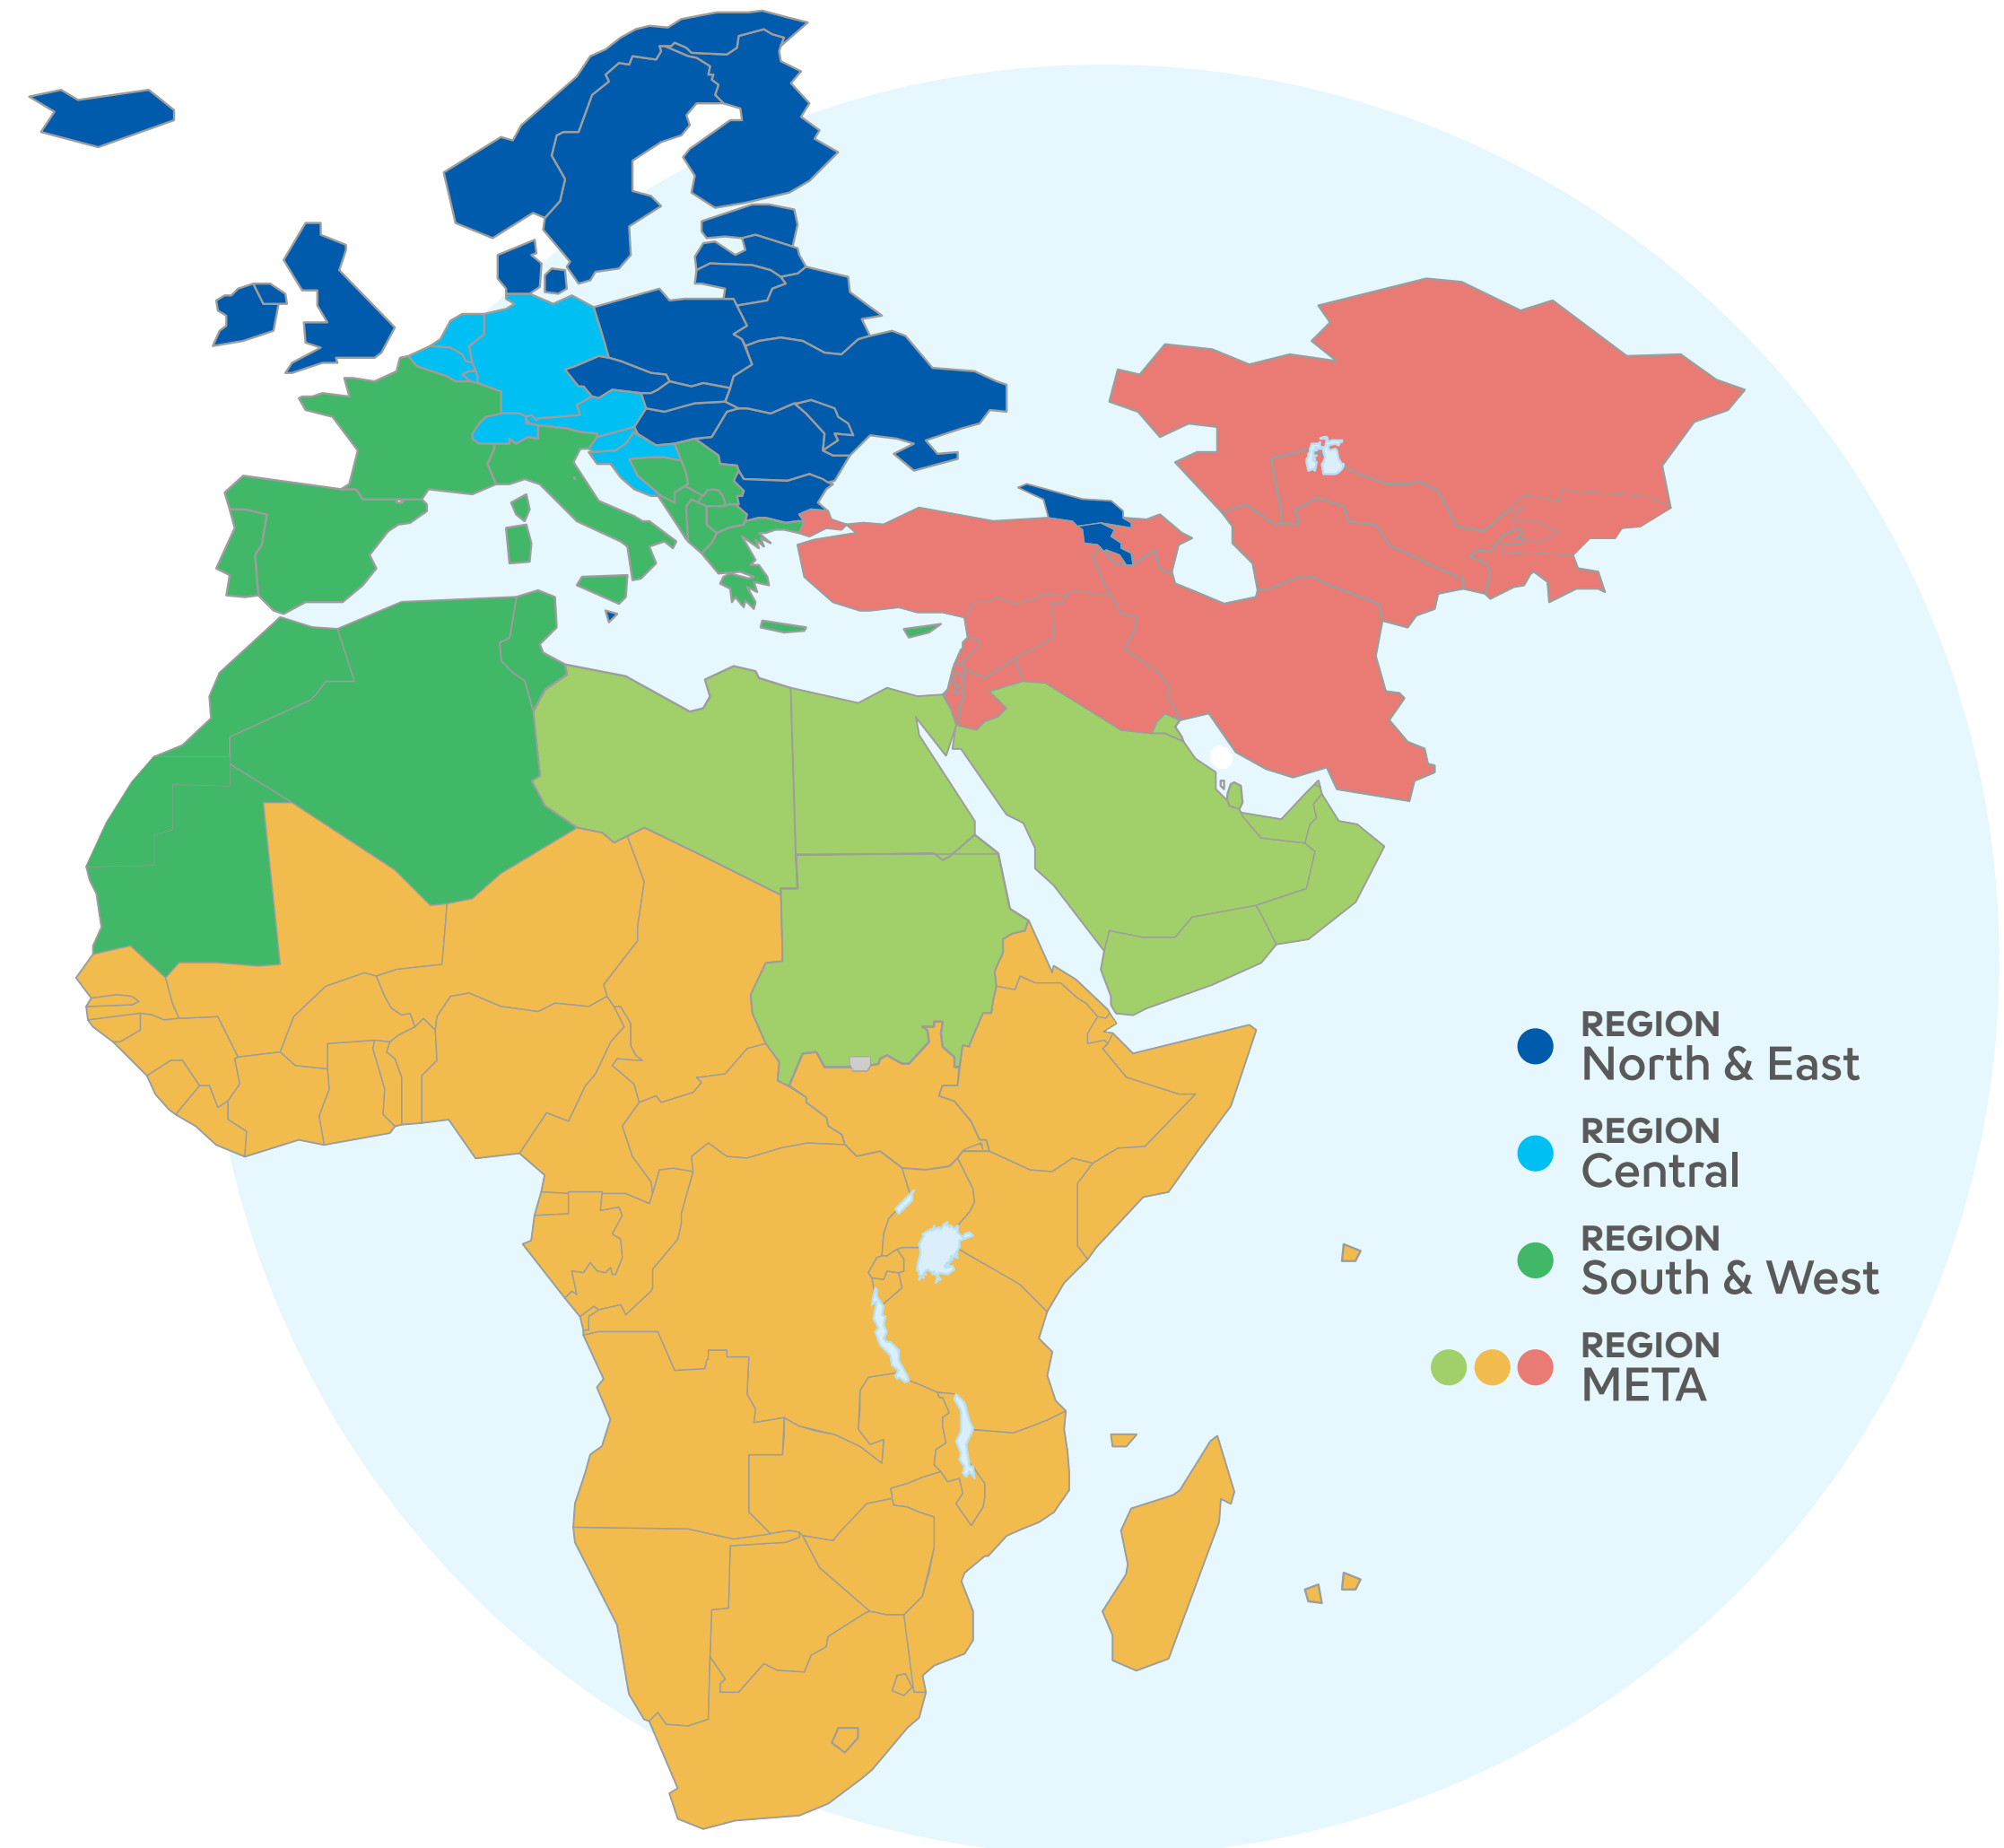 REGION
North & East
REGION
Central
REGION
South & West
REGION
META